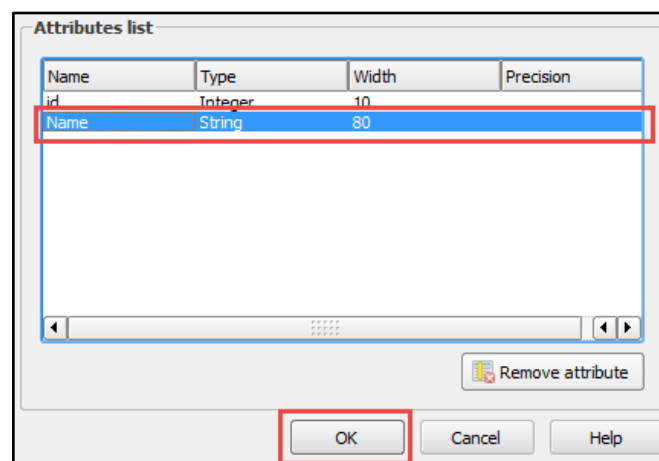 Attributes list
Name Type Width Precision
id Integer 10
Name String 80
Remove attribute
OK Cancel Help